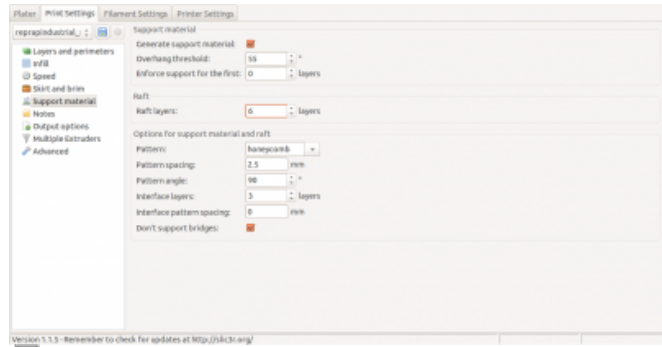 Plater Print Settings Filament Settings Printer Settings
reprapindustrial_
Layers and perimeters
Infill
Speed
Skirt and brim
Support material
Notes
Output options
Multiple Extruders
Advanced
Support material
Generate support material:
Overhang threshold: 55 °
Enforce support for the first: 0 layers
Raft
Raft layers: 6 layers
Options for support material and raft
Pattern: honeycomb
Pattern spacing: 2.5 mm
Pattern angle: 90 °
Interface layers: 3 layers
Interface pattern spacing: 0 mm
Don't support bridges:
Version 1.1.5 - Remember to check for updates at http://slic3r.org/